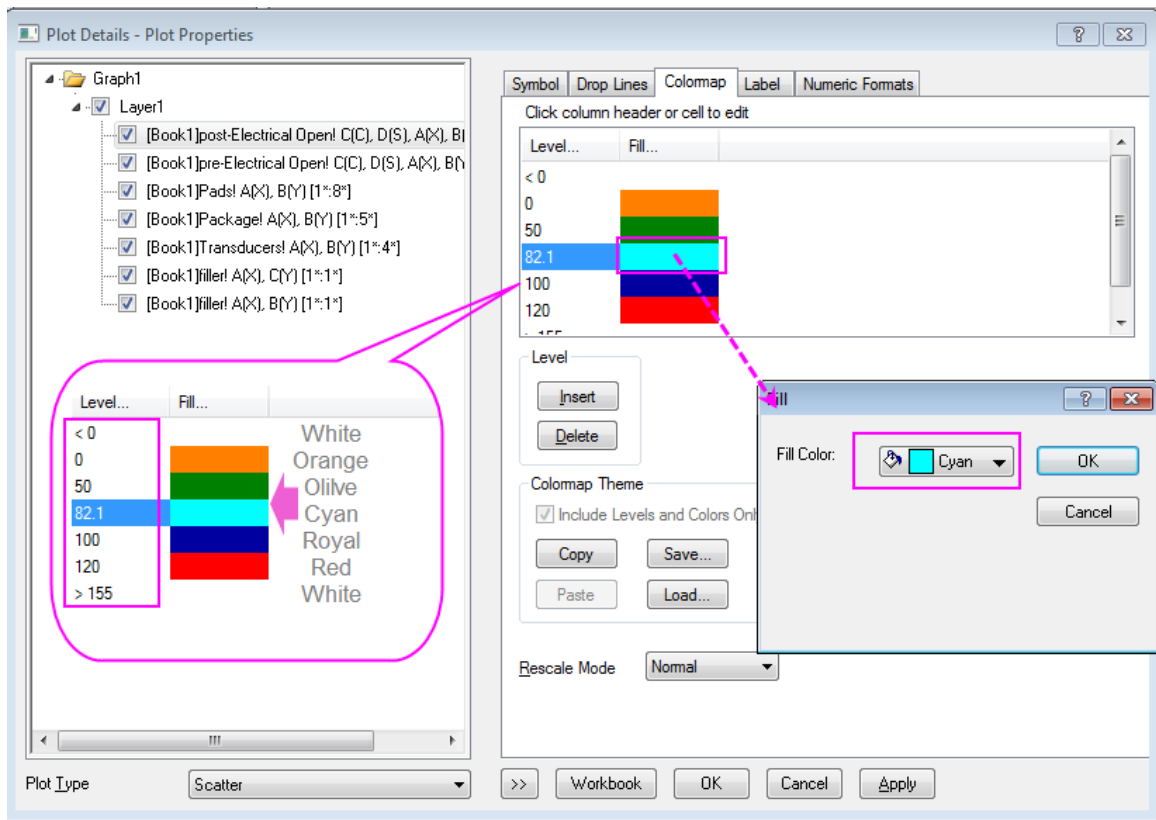 Plot Details - Plot Properties
Graph1
Layer1
[Book1]post-Electrical Open! C(C), D(S), A(X), B(
[Book1]pre-Electrical Open! C(C), D(S), A(X), B(Y
[Book1]Pads! A(X), B(Y) [1*:8*]
[Book1]Package! A(X), B(Y) [1*:5*]
[Book1]Transducers! A(X), B(Y) [1*:4*]
[Book1]filler! A(X), C(Y) [1*:1*]
[Book1]filler! A(X), B(Y) [1*:1*]
Level... Fill...
< 0 White
0 Orange
50 Olilve
82.1 Cyan
100 Royal
120 Red
> 155 White
Plot Type Scatter
Symbol Drop Lines Colormap Label Numeric Formats
Click column header or cell to edit
Level... Fill...
< 0
0
50
82.1
100
120
> 155
Level
Insert
Delete
Colormap Theme
Include Levels and Colors Onl
Copy Save...
Paste Load...
Rescale Mode Normal
Fill
Fill Color: Cyan OK
Cancel
>> Workbook OK Cancel Apply